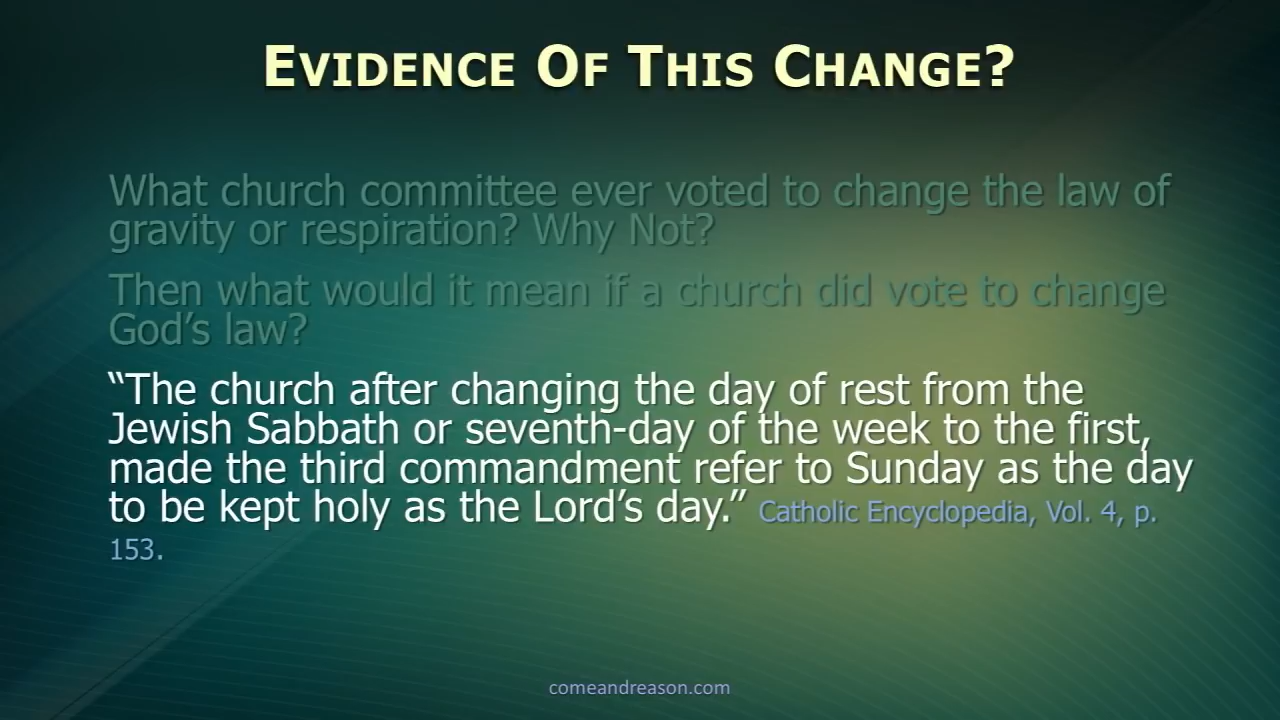 EVIDENCE OF THIS CHANGE?
What church committee ever voted to change the law of
gravity or respiration? Why Not?
Then what would it mean if a church did vote to change
God’s law?
“The church after changing the day of rest from the
Jewish Sabbath or seventh-day of the week to the first,
made the third commandment refer to Sunday as the day
to be kept holy as the Lord’s day.” Catholic Encyclopedia, Vol. 4, p.
153.
comeandreason.com